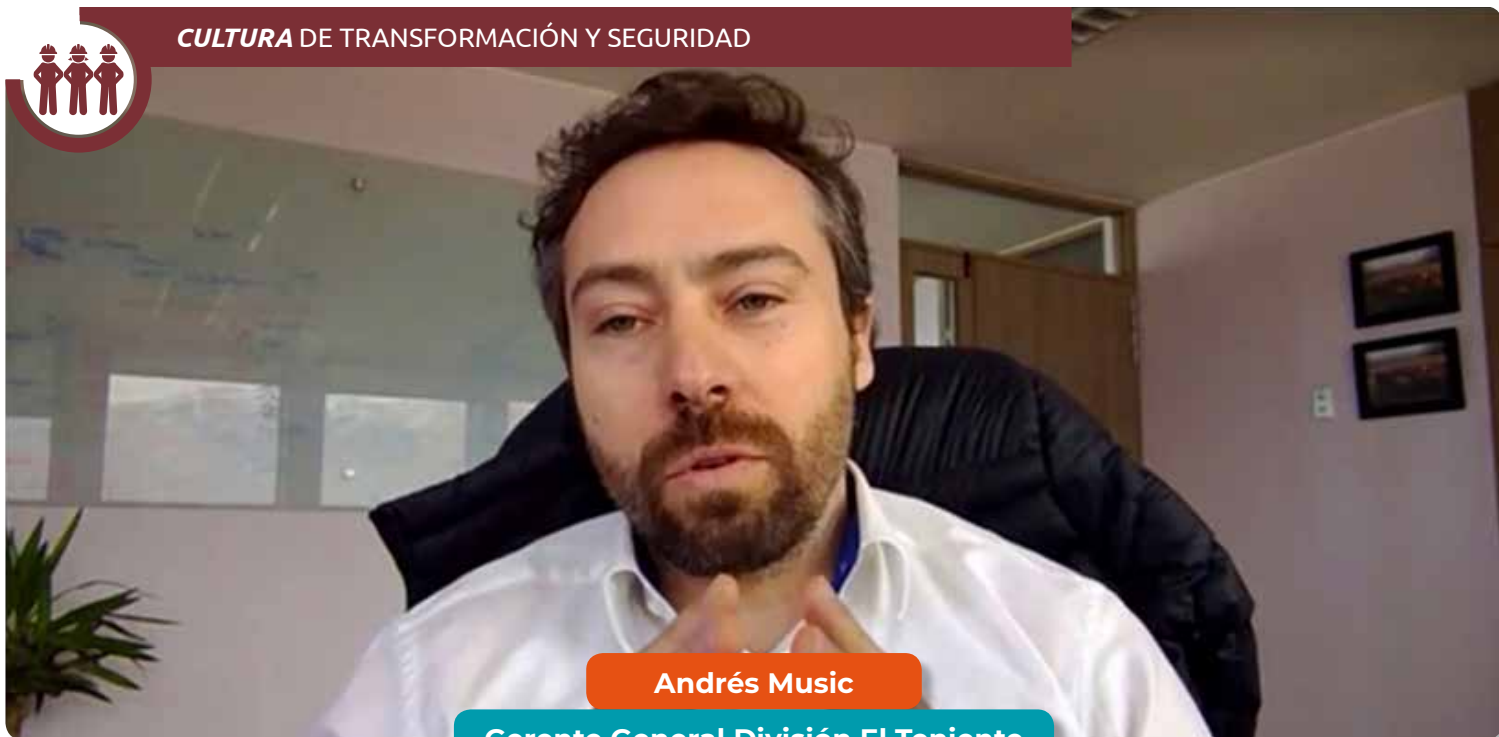 CULTURA DE TRANSFORMACIÓN Y SEGURIDAD
Andrés Music
Gerente General División El Teniente